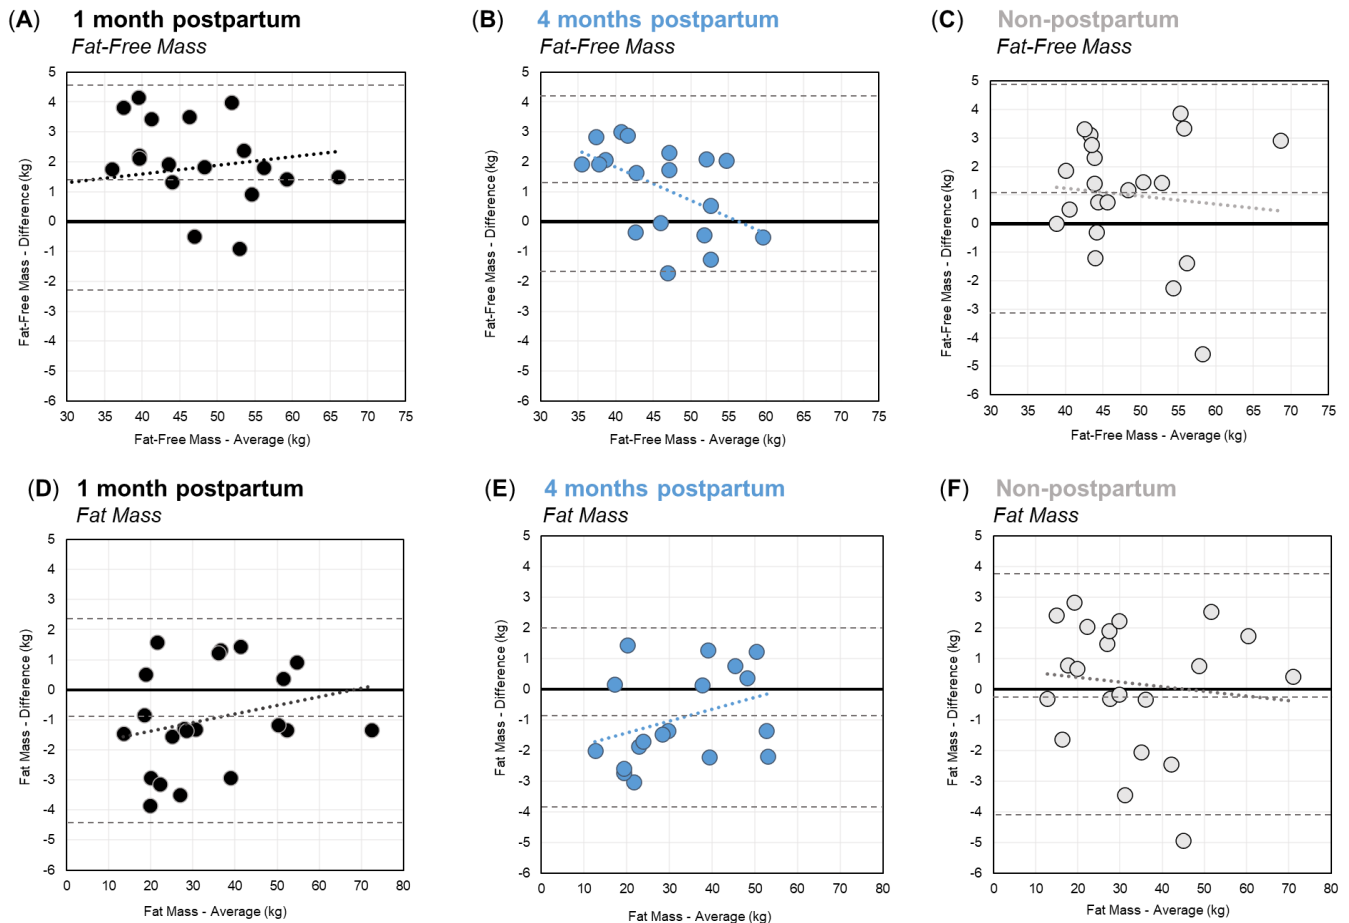 (A) 1 month postpartum
Fat-Free Mass
Fat-Free Mass - Difference (kg)
5
4
3
2
1
0
-1
-2
-3
-4
-5
-6
30 35 40 45 50 55 60 65 70 75
Fat-Free Mass - Average (kg)
(B) 4 months postpartum
Fat-Free Mass
Fat-Free Mass - Difference (kg)
5
4
3
2
1
0
-1
-2
-3
-4
-5
-6
30 35 40 45 50 55 60 65 70 75
Fat-Free Mass - Average (kg)
(C) Non-postpartum
Fat-Free Mass
Fat-Free Mass - Difference (kg)
5
4
3
2
1
0
-1
-2
-3
-4
-5
-6
30 35 40 45 50 55 60 65 70 75
Fat-Free Mass - Average (kg)
(D) 1 month postpartum
Fat Mass
Fat Mass - Difference (kg)
5
4
3
2
1
0
-1
-2
-3
-4
-5
-6
0 10 20 30 40 50 60 70 80
Fat Mass - Average (kg)
(E) 4 months postpartum
Fat Mass
Fat Mass - Difference (kg)
5
4
3
2
1
0
-1
-2
-3
-4
-5
-6
0 10 20 30 40 50 60 70 80
Fat Mass - Average (kg)
(F) Non-postpartum
Fat Mass
Fat Mass - Difference (kg)
5
4
3
2
1
0
-1
-2
-3
-4
-5
-6
0 10 20 30 40 50 60 70 80
Fat Mass - Average (kg)